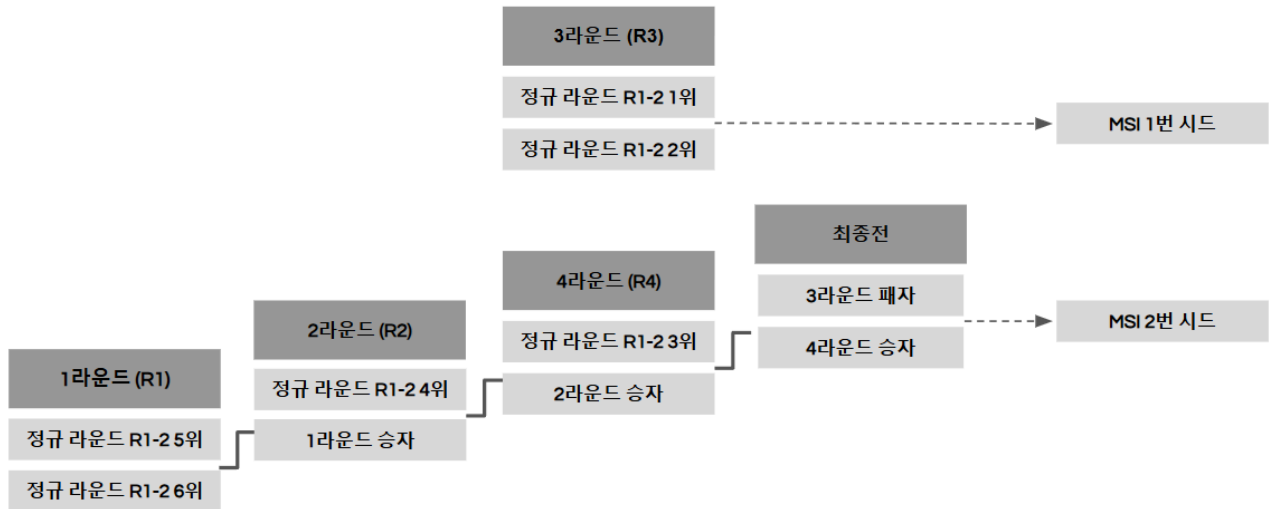 3라운드 (R3)
정규 라운드 R1-2 1위
정규 라운드 R1-2 2위
MSI 1번 시드
최종전
3라운드 패자
4라운드 승자
MSI 2번 시드
4라운드 (R4)
정규 라운드 R1-2 3위
2라운드 승자
2라운드 (R2)
정규 라운드 R1-2 4위
1라운드 승자
1라운드 (R1)
정규 라운드 R1-2 5위
정규 라운드 R1-2 6위